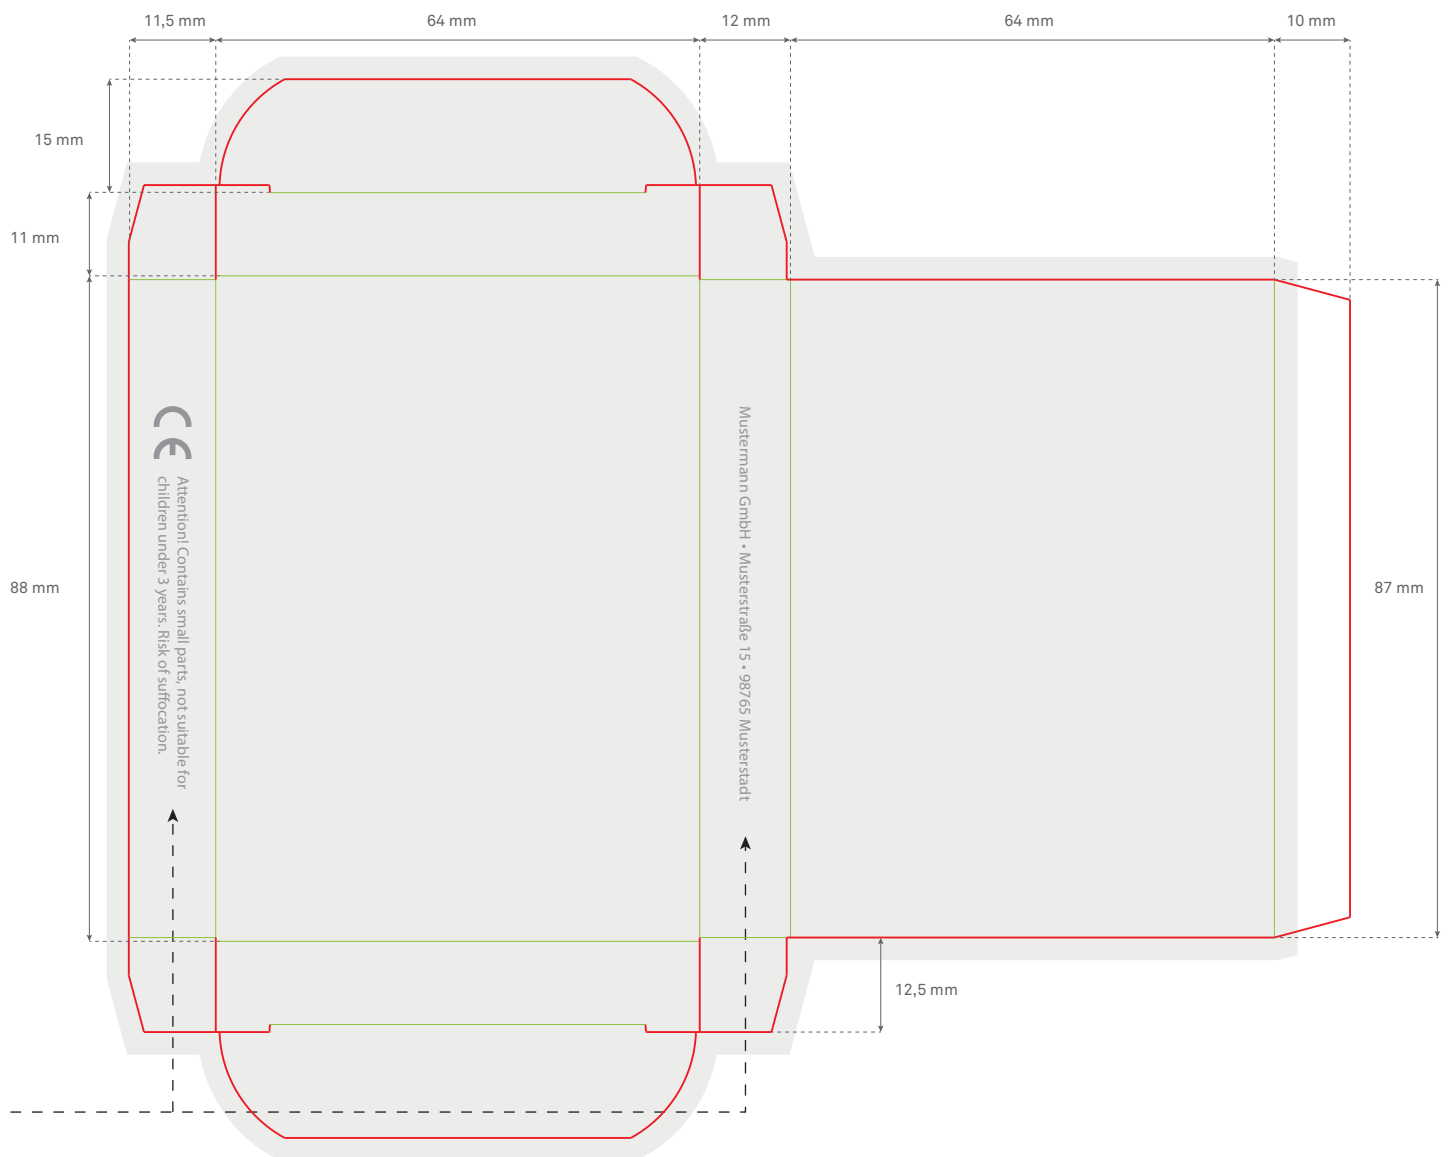 11,5 mm
64 mm
12 mm
64 mm
10 mm
15 mm
11 mm
88 mm
87 mm
12,5 mm
CE
Attention! Contains small parts, not suitable for
children under 3 years. Risk of suffocation.
Mustermann GmbH • Musterstraße 15 • 98765 Musterstadt